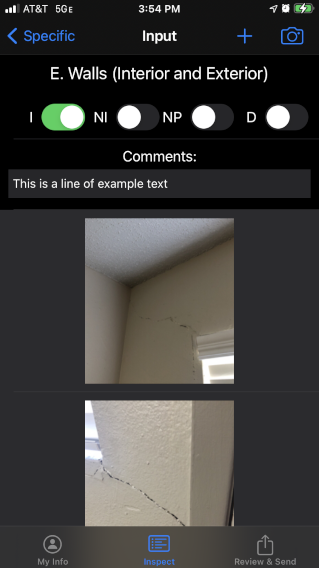 AT&T 5GE 3:54 PM
Specific Input
E. Walls (Interior and Exterior)
I NI NP D
Comments:
This is a line of example text
My Info Inspect Review & Send